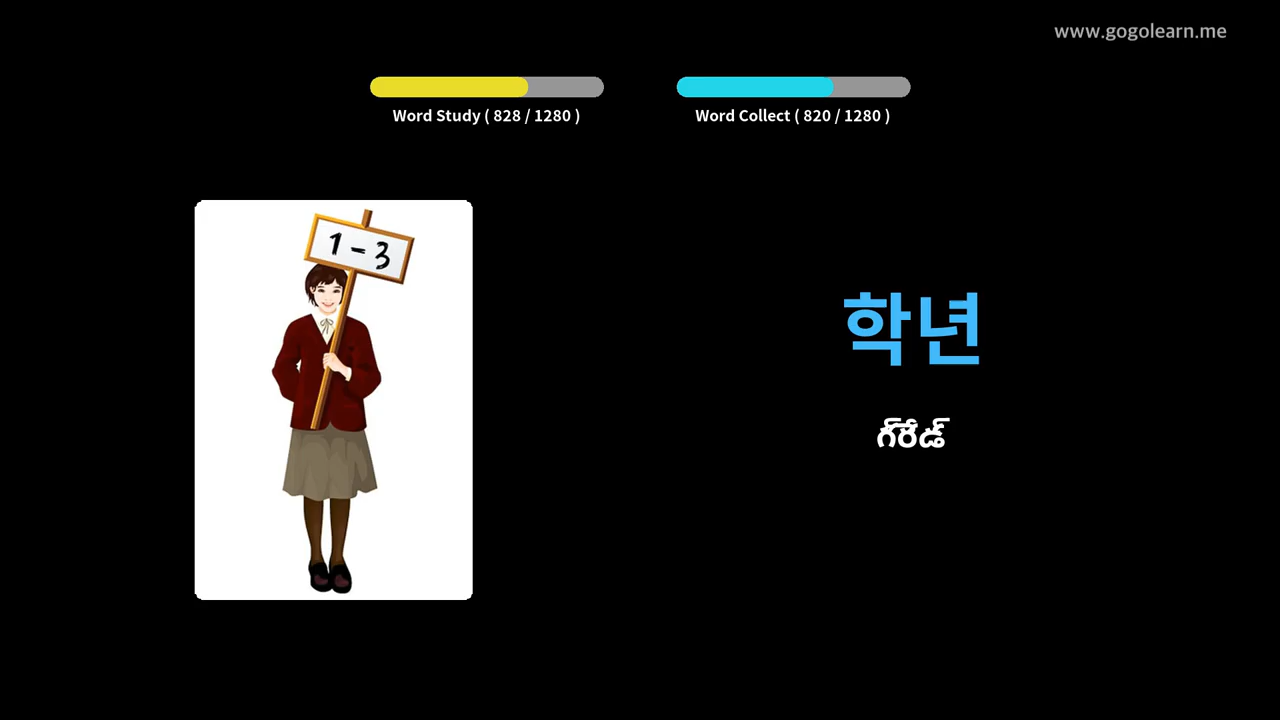 www.gogolearn.me
Word Study ( 828 / 1280 )
Word Collect ( 820 / 1280 )
1 - 3
학년
గ్రేడ్